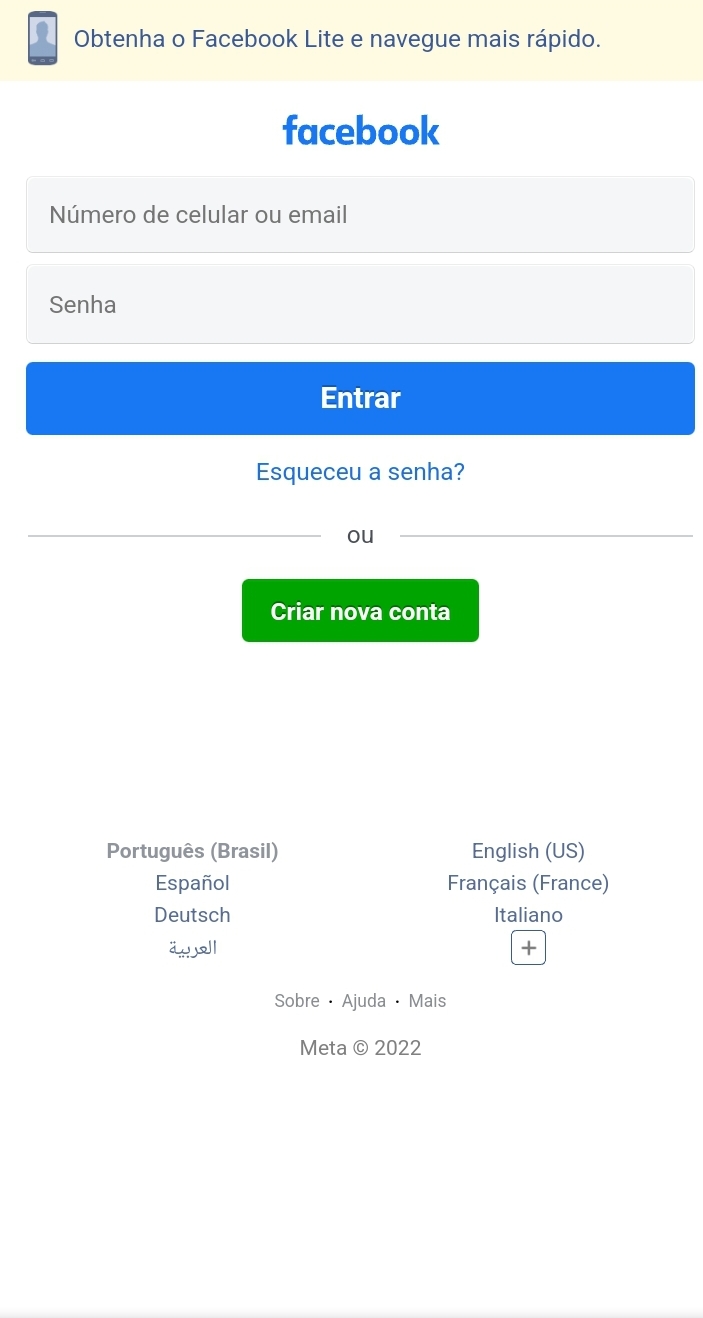 Obtenha o Facebook Lite e navegue mais rápido.
facebook
Número de celular ou email
Senha
Entrar
Esqueceu a senha?
ou
Criar nova conta
Português (Brasil) English (US)
Español Français (France)
Deutsch Italiano
العربية +
Sobre · Ajuda · Mais
Meta © 2022